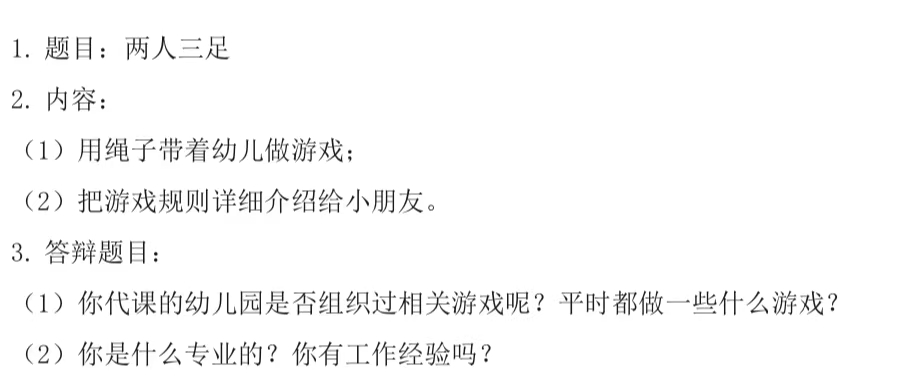 1. 题目：两人三足
2. 内容：
（1）用绳子带着幼儿做游戏；
（2）把游戏规则详细介绍给小朋友。
3. 答辩题目：
（1）你代课的幼儿园是否组织过相关游戏呢？平时都做一些什么游戏？
（2）你是什么专业的？你有工作经验吗？